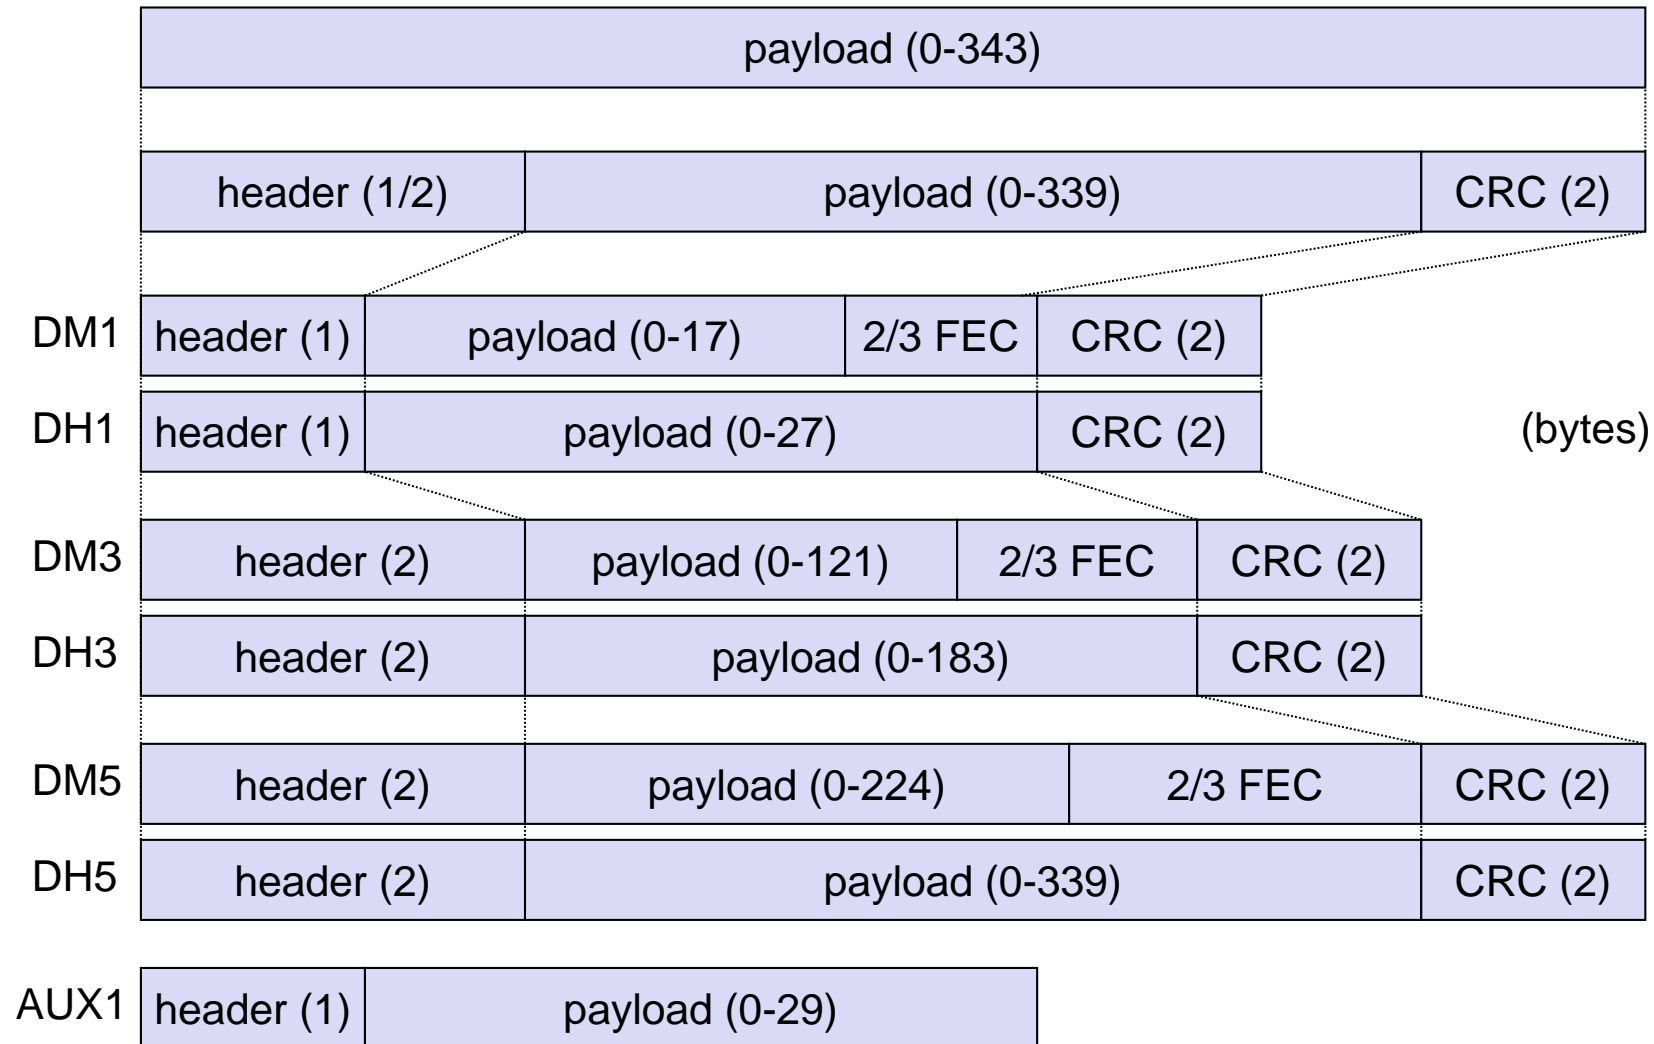 payload (0-343)
header (1/2) payload (0-339) CRC (2)
DM1 header (1) payload (0-17) 2/3 FEC CRC (2)
DH1 header (1) payload (0-27) CRC (2) (bytes)
DM3 header (2) payload (0-121) 2/3 FEC CRC (2)
DH3 header (2) payload (0-183) CRC (2)
DM5 header (2) payload (0-224) 2/3 FEC CRC (2)
DH5 header (2) payload (0-339) CRC (2)
AUX1 header (1) payload (0-29)